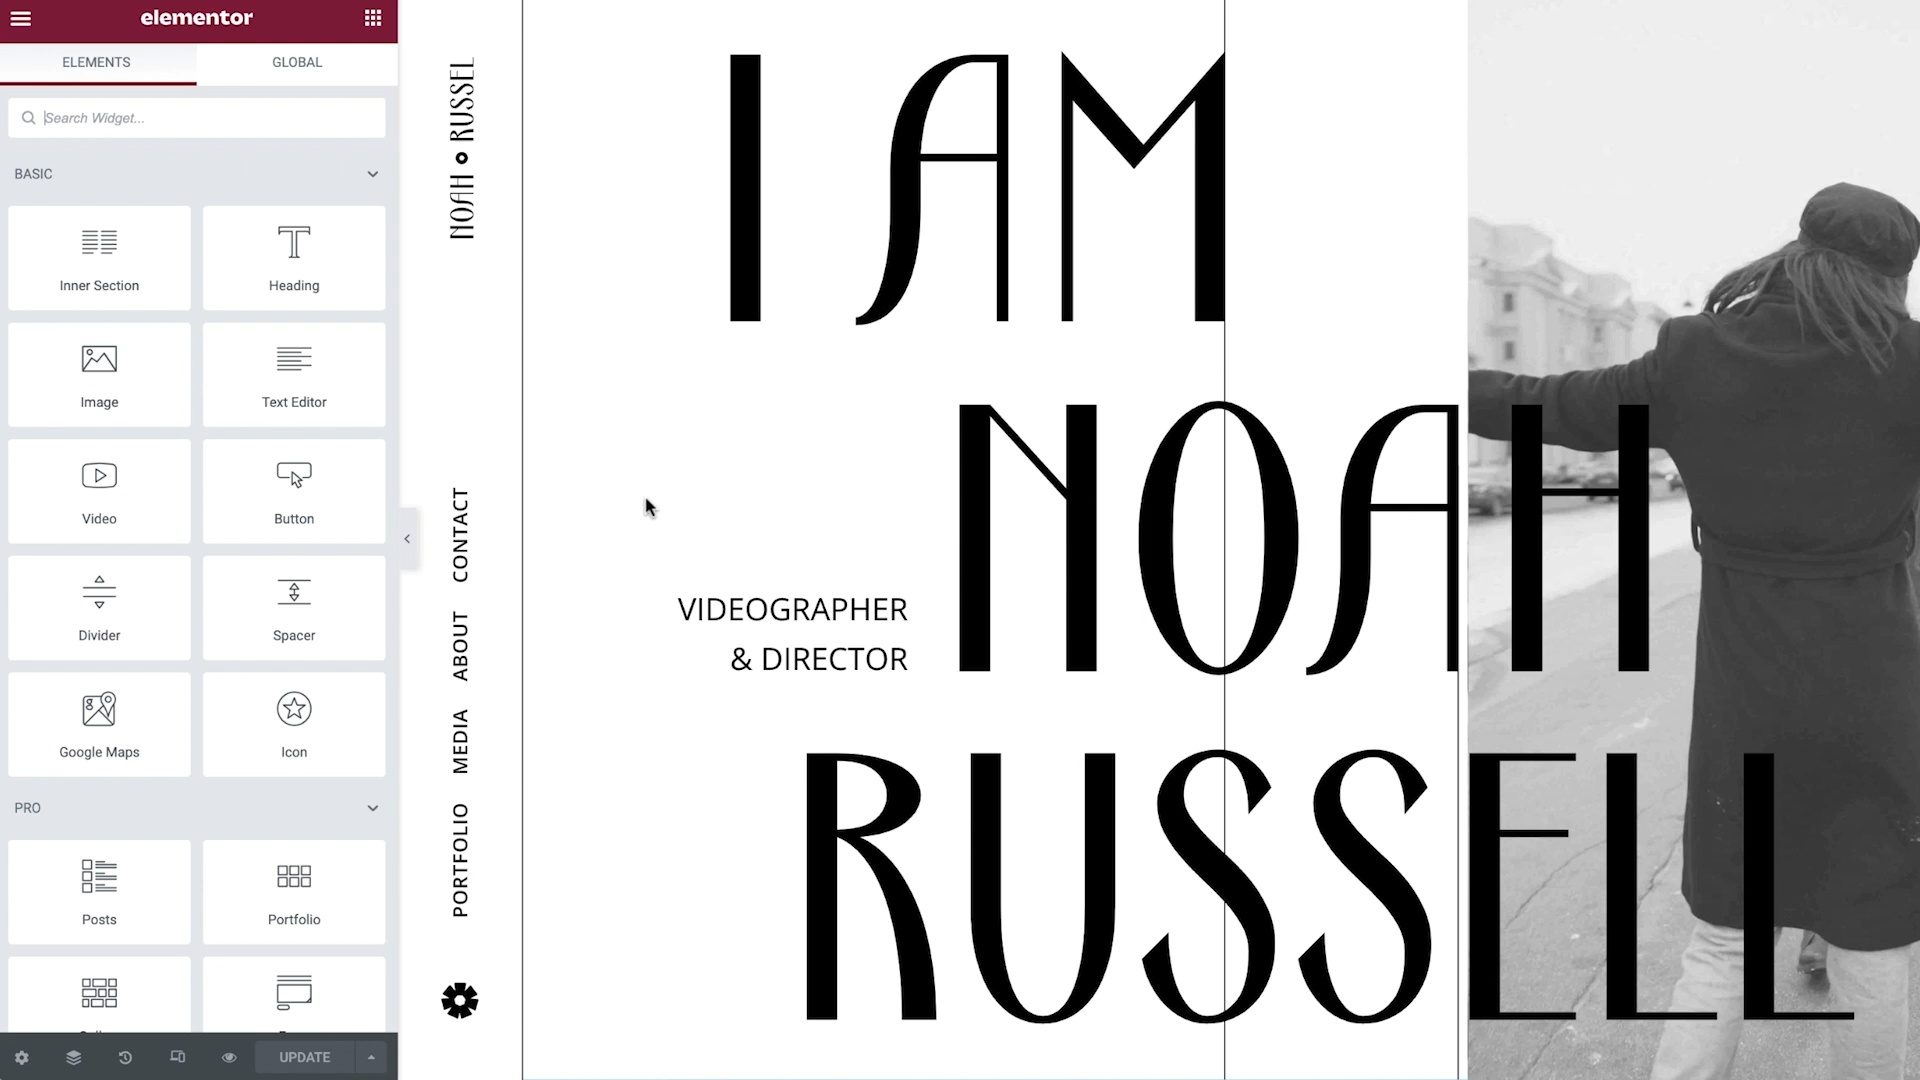 elementor
ELEMENTS
GLOBAL
Search Widget...
BASIC
Inner Section
Heading
Image
Text Editor
Video
Button
Divider
Spacer
Google Maps
Icon
PRO
Posts
Portfolio
UPDATE
NOAH RUSSEL
CONTACT
ABOUT
MEDIA
PORTFOLIO
I AM
NOAH
VIDEOGRAPHER
& DIRECTOR
RUSSELL